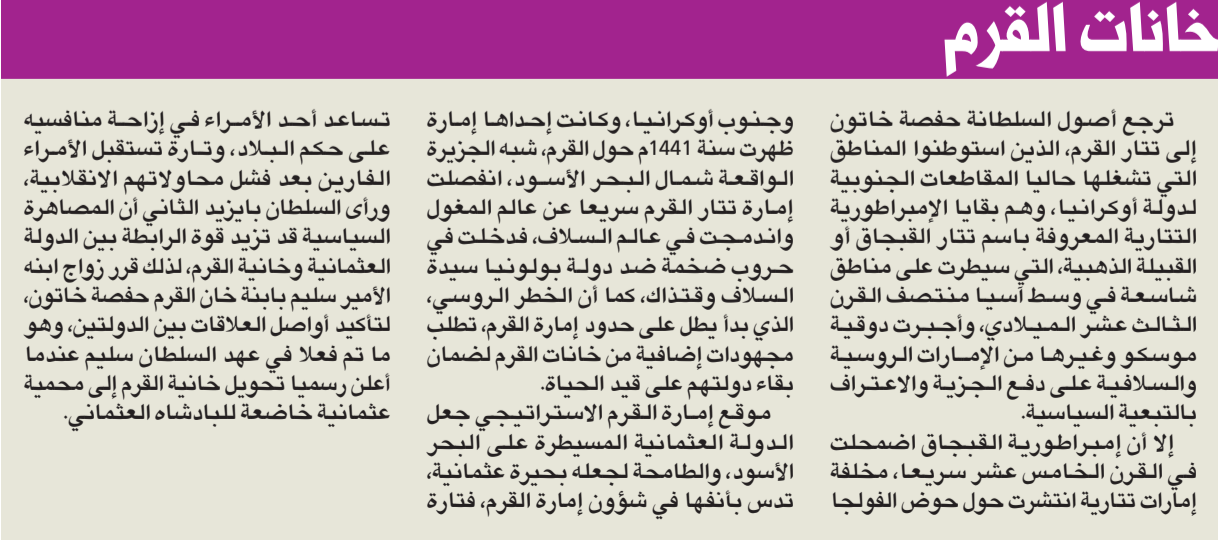 خانات القرم
ترجع أصول السلطانة حفصة خاتون
إلى تتار القرم، الذين استوطنوا المناطق
التي تشغلها حاليا المقاطعات الجنوبية
لدولة أوكرانيا، وهم بقايا الإمبراطورية
التتارية المعروفة باسم تتار القبجاق أو
القبيلة الذهبية، التي سيطرت على مناطق
شاسعة في وسط آسيا منتصف القرن
الثالث عشر الميلادي، وأجبرت دوقية
موسكو وغيرها من الإمارات الروسية
والسلافية على دفع الجزية والاعتراف
بالتبعية السياسية.
إلا أن إمبراطورية القبجاق اضمحلت
في القرن الخامس عشر سريعا، مخلفة
إمارات تتارية انتشرت حول حوض الفولجا
وجنوب أوكرانيا، وكانت إحداها إمارة
ظهرت سنة 1441م حول القرم، شبه الجزيرة
الواقعة شمال البحر الأسود، انفصلت
إمارة تتار القرم سريعا عن عالم المغول
واندمجت في عالم السلاف، فدخلت في
حروب ضخمة ضد دولة بولونيا سيدة
السلاف وقتذاك، كما أن الخطر الروسي،
الذي بدأ يطل على حدود إمارة القرم، تطلب
مجهودات إضافية من خانات القرم لضمان
بقاء دولتهم على قيد الحياة.
موقع إمارة القرم الاستراتيجي جعل
الدولة العثمانية المسيطرة على البحر
الأسود، والطامحة لجعله بحيرة عثمانية،
تدس بأنفها في شؤون إمارة القرم، فتارة
تساعد أحد الأمراء في إزاحة منافسيه
على حكم البلاد، وتارة تستقبل الأمراء
الفارين بعد فشل محاولاتهم الانقلابية،
ورأى السلطان بايزيد الثاني أن المصاهرة
السياسية قد تزيد قوة الرابطة بين الدولة
العثمانية وخانية القرم، لذلك قرر زواج ابنه
الأمير سليم بابنة خان القرم حفصة خاتون،
لتأكيد أواصل العلاقات بين الدولتين، وهو
ما تم فعلا في عهد السلطان سليم عندما
أعلن رسميا تحويل خانية القرم إلى محمية
عثمانية خاضعة للبادشاه العثماني.